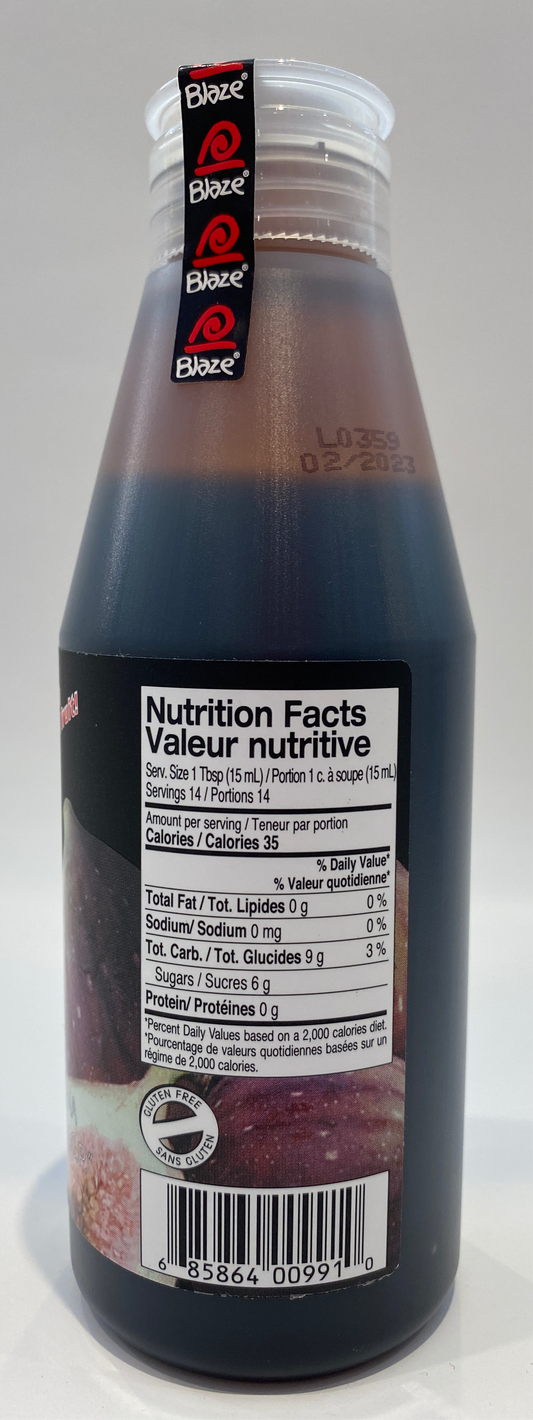 Blaze®
Blaze®
Blaze®
Blaze®
L0359
02/2023
Nutrition Facts
Valeur nutritive
Serv. Size 1 Tbsp (15 mL) / Portion 1 c. à soupe (15 mL)
Servings 14 / Portions 14
Amount per serving / Teneur par portion
Calories / Calories 35
% Daily Value*
% Valeur quotidienne*
Total Fat / Tot. Lipides 0 g 0 %
Sodium/ Sodium 0 mg 0 %
Tot. Carb. / Tot. Glucides 9 g 3 %
Sugars / Sucres 6 g
Protein/ Protéines 0 g
*Percent Daily Values based on a 2,000 calories diet.
*Pourcentage de valeurs quotidiennes basées sur un
régime de 2,000 calories.
GLUTEN FREE
SANS GLUTEN
6 85864 00991 0